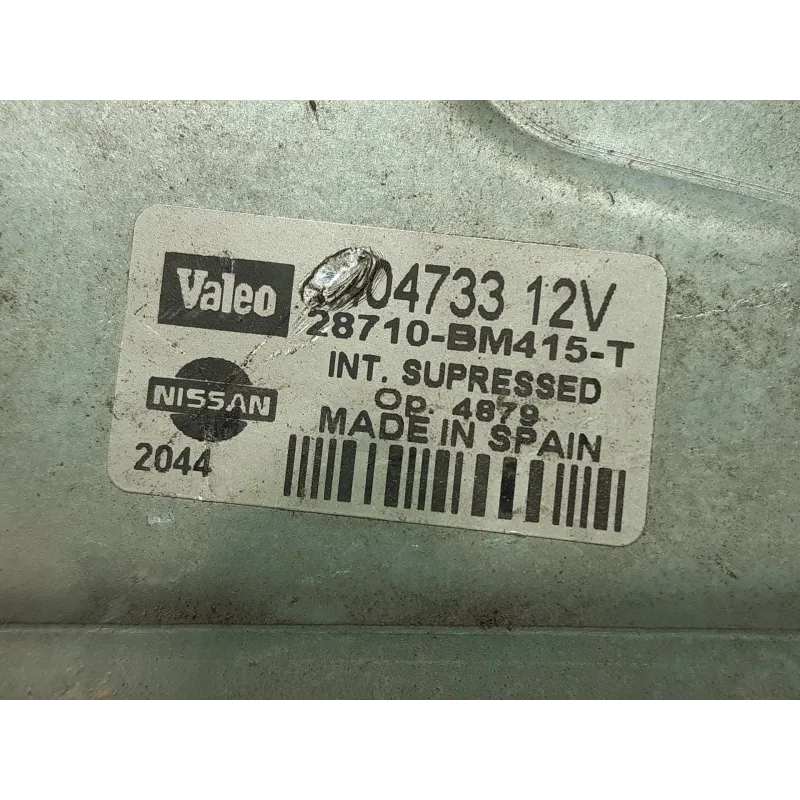 Valeo
04733 12V
28710-BM415-T
INT. SUPRESSED
Op. 4879
MADE IN SPAIN
NISSAN
2044